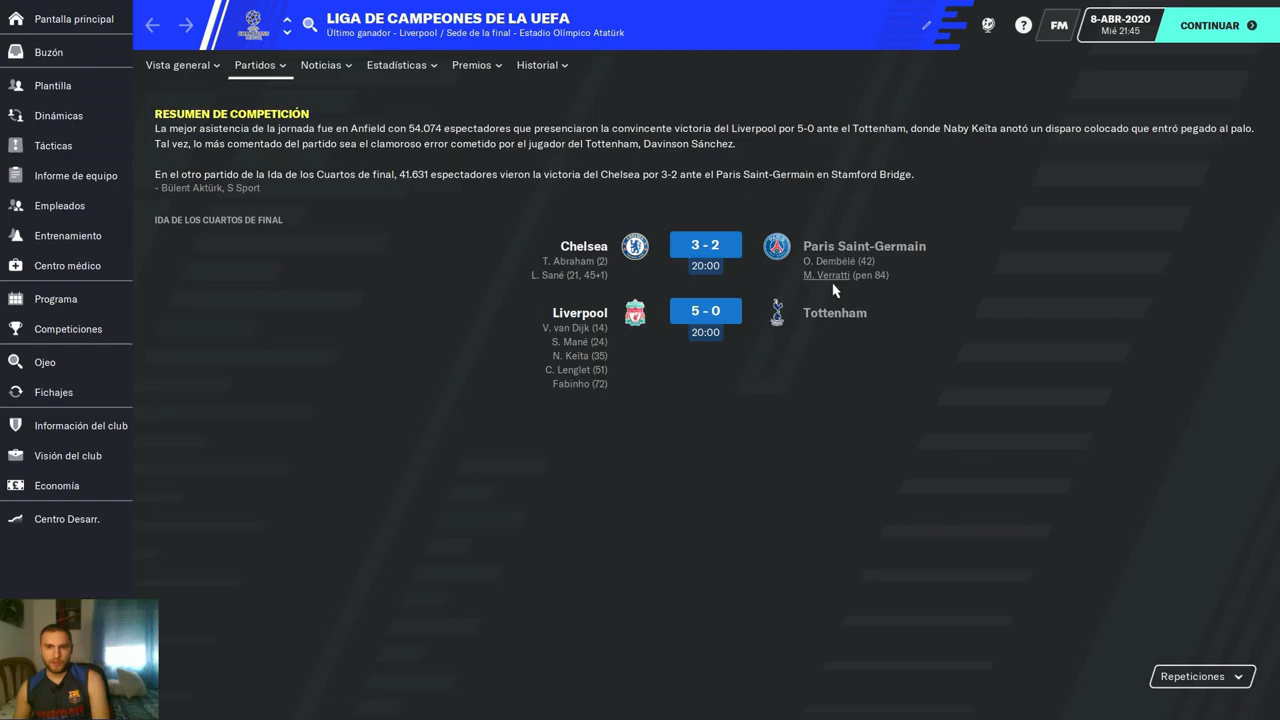 Pantalla principal
LIGA DE CAMPEONES DE LA UEFA
Último ganador - Liverpool / Sede de la final - Estadio Olímpico Atatürk
FM
8-ABR-2020
Mié 21:45
CONTINUAR
Buzón
Plantilla
Dinámicas
Tácticas
Informe de equipo
Empleados
Entrenamiento
Centro médico
Programa
Competiciones
Ojeo
Fichajes
Información del club
Visión del club
Economía
Centro Desarr.
Vista general
Partidos
Noticias
Estadísticas
Premios
Historial
RESUMEN DE COMPETICIÓN
La mejor asistencia de la jornada fue en Anfield con 54.074 espectadores que presenciaron la convincente victoria del Liverpool por 5-0 ante el Tottenham, donde Naby Keïta anotó un disparo colocado que entró pegado al palo.
Tal vez, lo más comentado del partido sea el clamoroso error cometido por el jugador del Tottenham, Davinson Sánchez.
En el otro partido de la Ida de los Cuartos de final, 41.631 espectadores vieron la victoria del Chelsea por 3-2 ante el Paris Saint-Germain en Stamford Bridge.
- Bülent Aktürk, S Sport
IDA DE LOS CUARTOS DE FINAL
Chelsea 3 - 2 Paris Saint-Germain
T. Abraham (2) 20:00 O. Dembélé (42)
L. Sané (21, 45+1) M. Verratti (pen 84)
Liverpool 5 - 0 Tottenham
V. van Dijk (14) 20:00
S. Mané (24)
N. Keïta (35)
C. Lenglet (51)
Fabinho (72)
Repeticiones